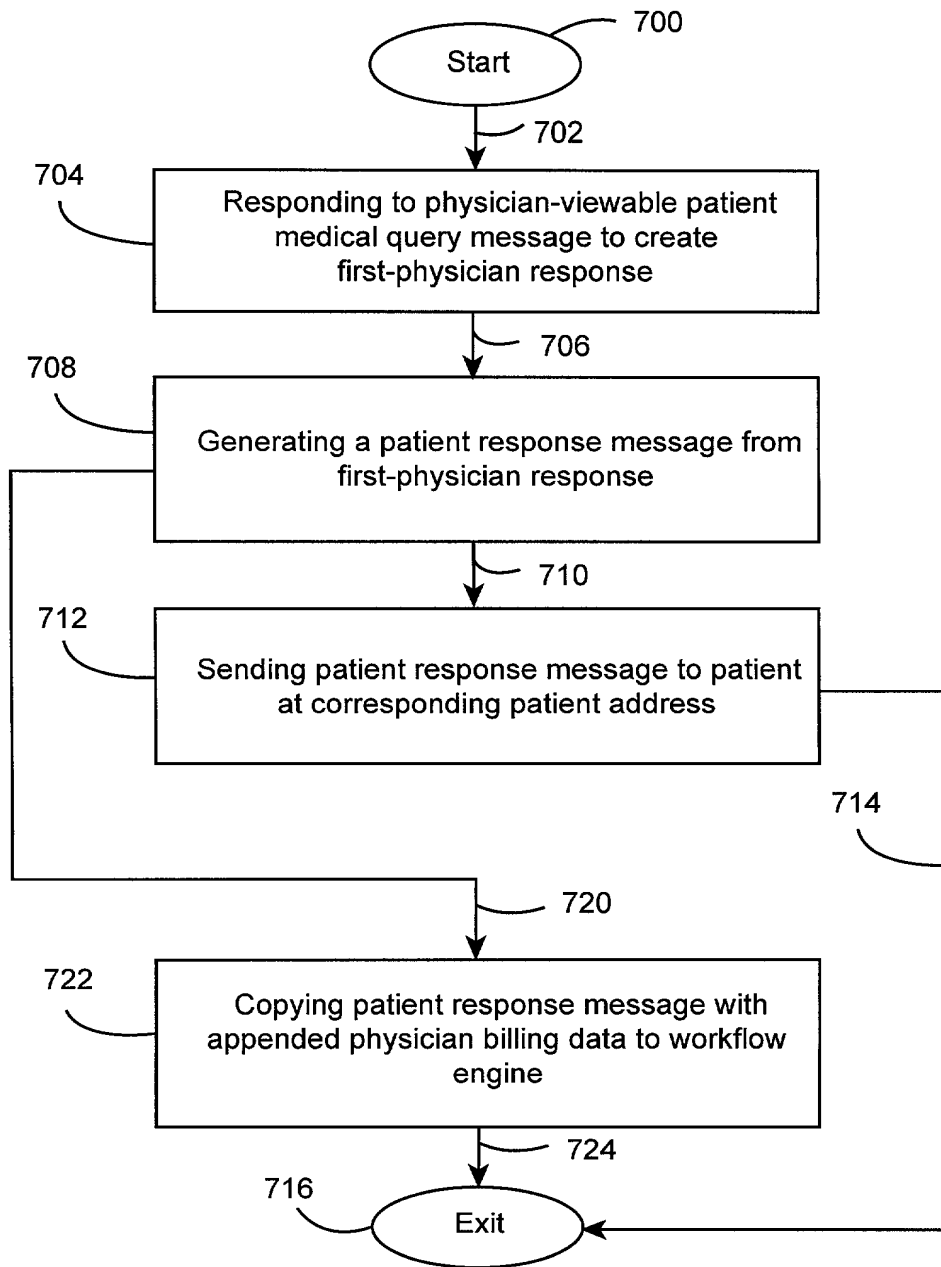 700
Start
702
704
Responding to physician-viewable patient
medical query message to create
first-physician response
706
708
Generating a patient response message from
first-physician response
710
712
Sending patient response message to patient
at corresponding patient address
714
720
722
Copying patient response message with
appended physician billing data to workflow
engine
724
716
Exit